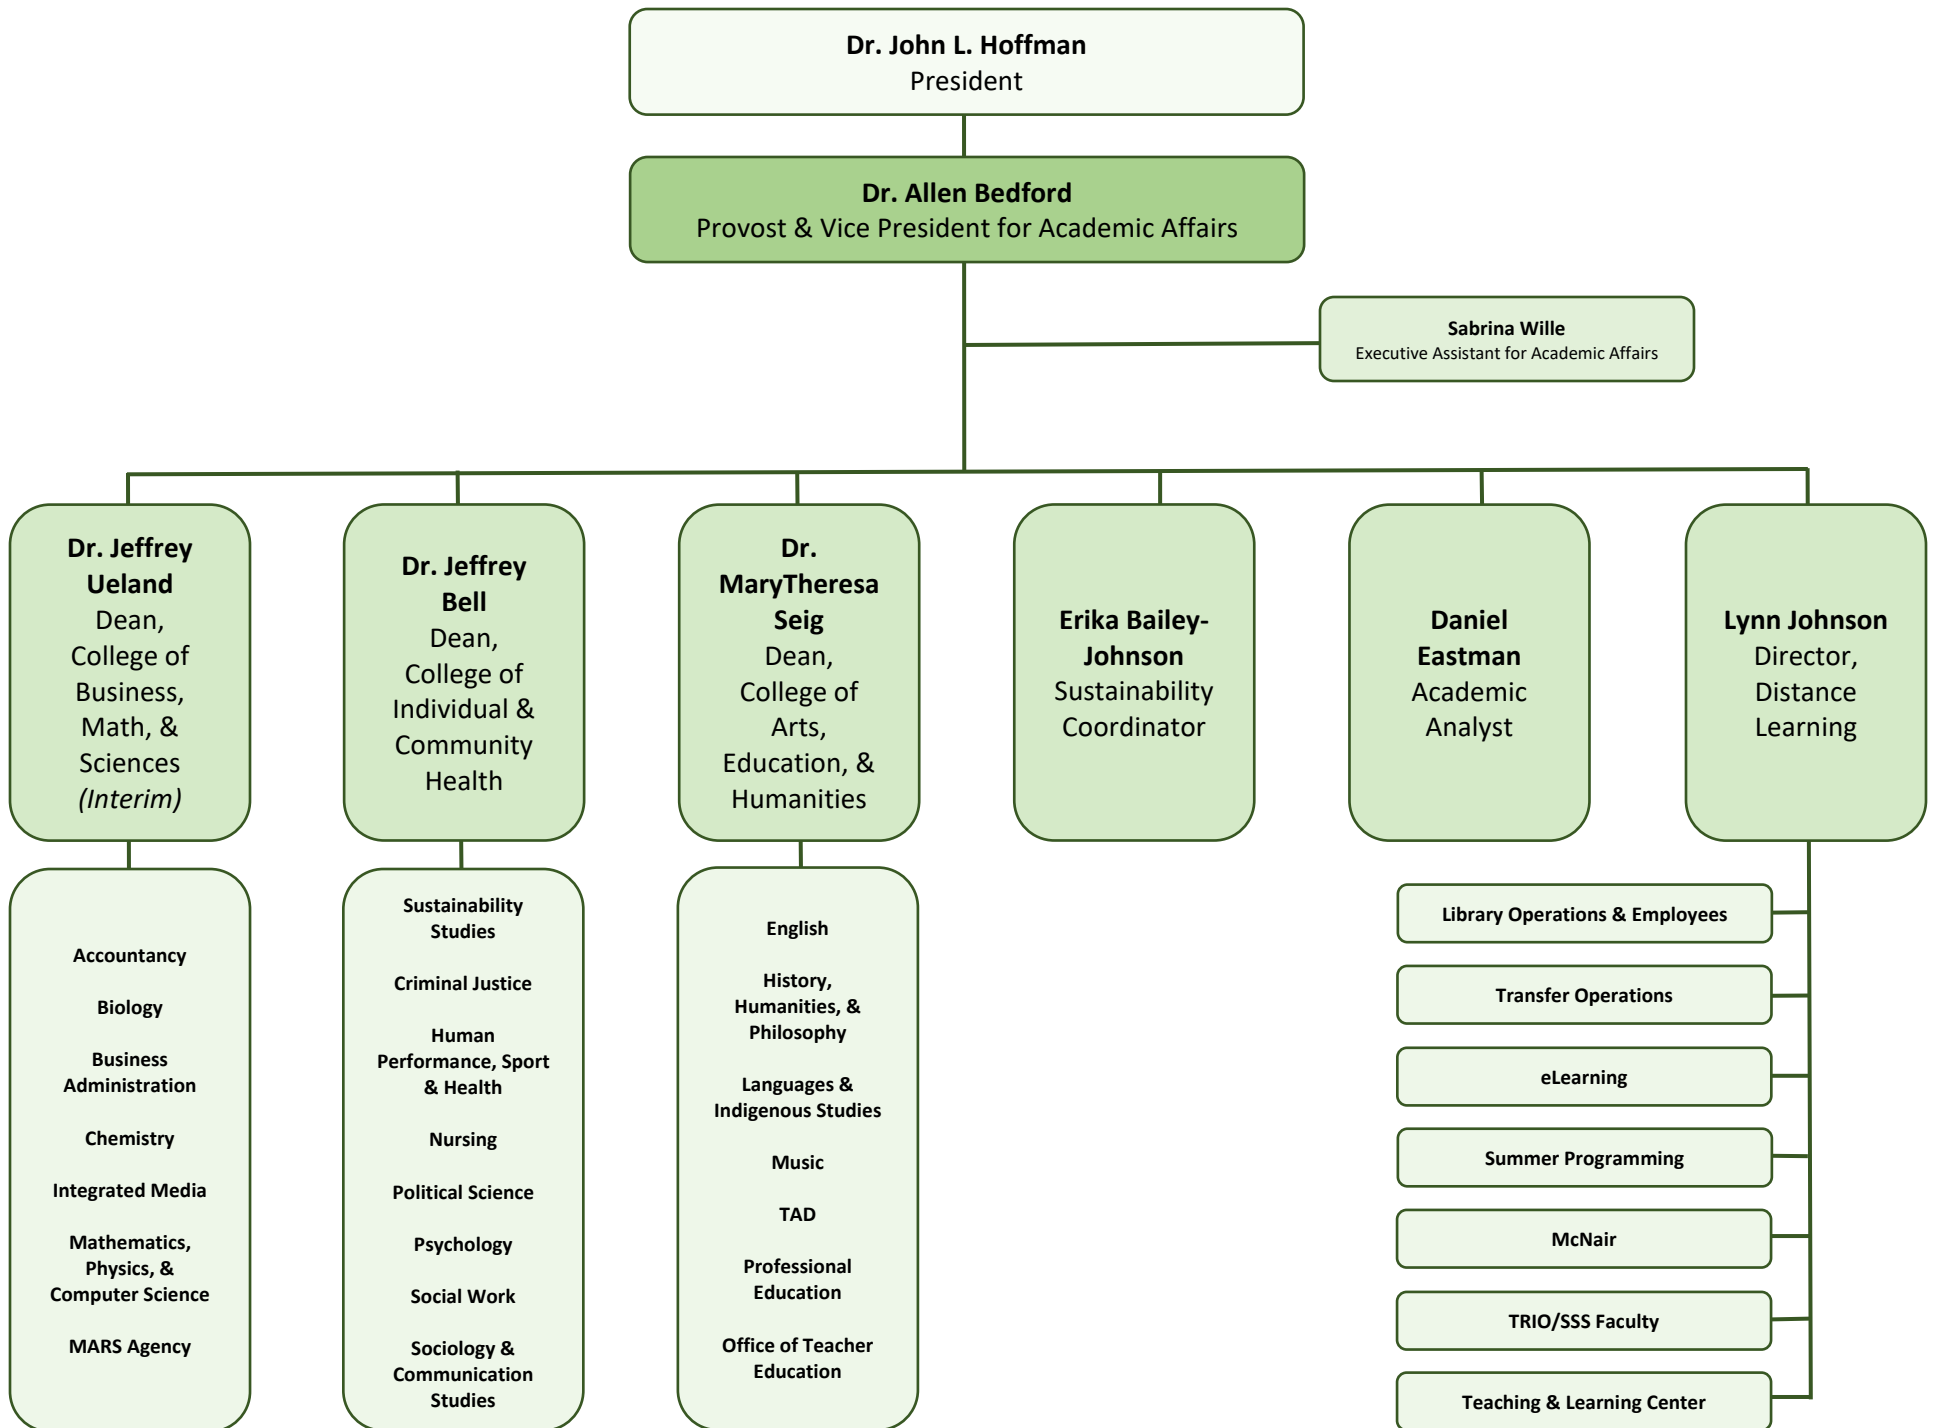 Dr. John L. Hoffman
President
Dr. Allen Bedford
Provost & Vice President for Academic Affairs
Sabrina Wille
Executive Assistant for Academic Affairs
Dr. Jeffrey
Ueland
Dean,
College of
Business,
Math, &
Sciences
(Interim)
Dr. Jeffrey
Bell
Dean,
College of
Individual &
Community
Health
Dr.
MaryTheresa
Seig
Dean,
College of
Arts,
Education, &
Humanities
Erika Bailey-
Johnson
Sustainability
Coordinator
Daniel
Eastman
Academic
Analyst
Lynn Johnson
Director,
Distance
Learning
Accountancy
Biology
Business
Administration
Chemistry
Integrated Media
Mathematics,
Physics, &
Computer Science
MARS Agency
Sustainability
Studies
Criminal Justice
Human
Performance, Sport
& Health
Nursing
Political Science
Psychology
Social Work
Sociology &
Communication
Studies
English
History,
Humanities, &
Philosophy
Languages &
Indigenous Studies
Music
TAD
Professional
Education
Office of Teacher
Education
Library Operations & Employees
Transfer Operations
eLearning
Summer Programming
McNair
TRIO/SSS Faculty
Teaching & Learning Center